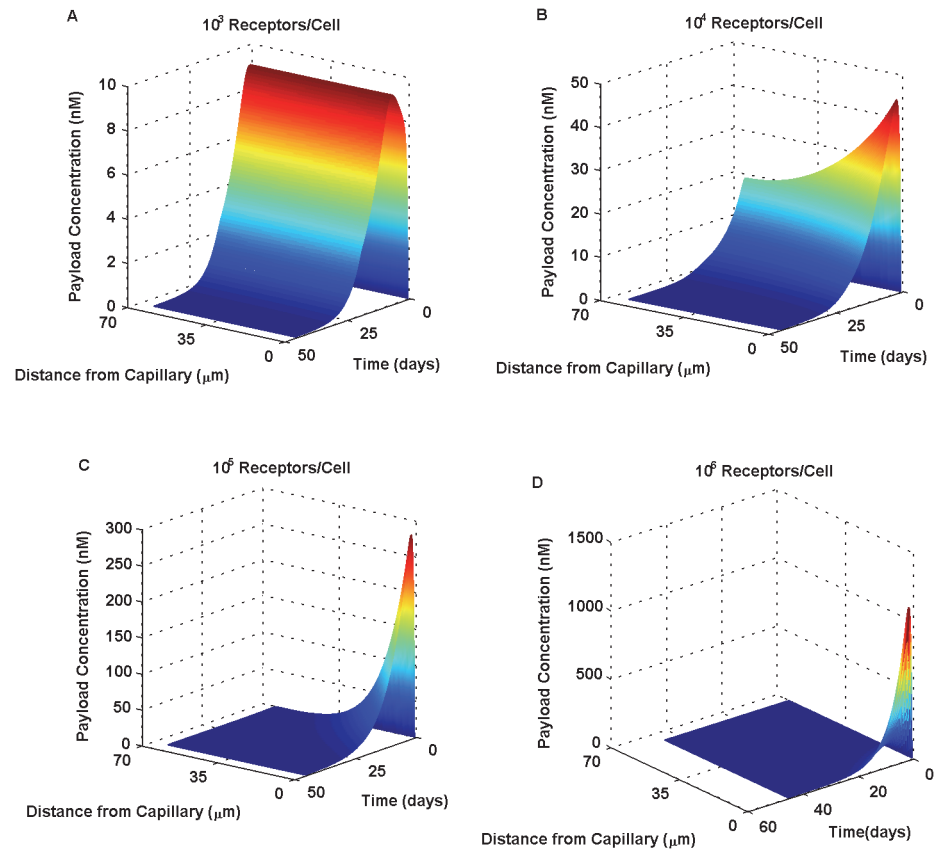 A
10³ Receptors/Cell
Payload Concentration (nM)
10
8
6
4
2
0
70
35
0
50
25
0
Distance from Capillary (μm)
Time (days)
B
10⁴ Receptors/Cell
Payload Concentration (nM)
50
40
30
20
10
0
70
35
0
50
25
0
Distance from Capillary (μm)
Time (days)
C
10⁵ Receptors/Cell
Payload Concentration (nM)
300
250
200
150
100
50
0
70
35
0
50
25
0
Distance from Capillary (μm)
Time (days)
D
10⁶ Receptors/Cell
Payload Concentration (nM)
1500
1000
500
0
70
35
0
60
40
20
0
Distance from Capillary (μm)
Time(days)